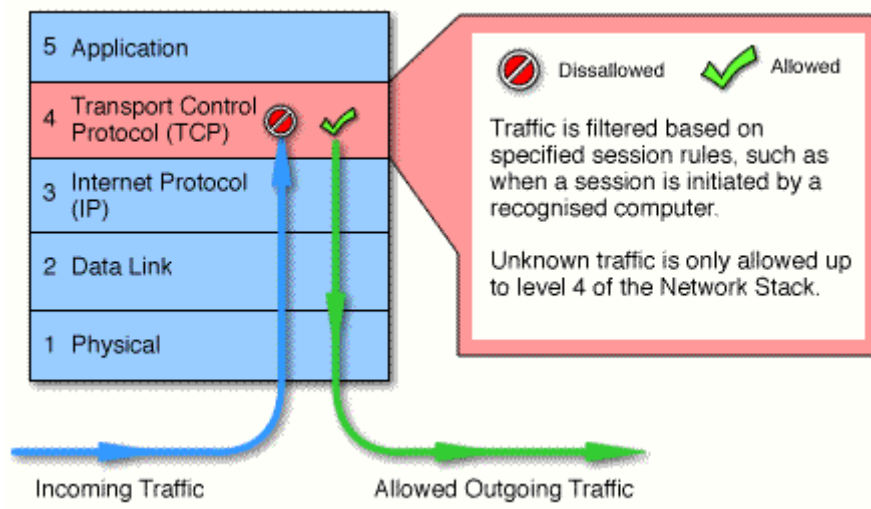 5 Application
4 Transport Control
Protocol (TCP)
3 Internet Protocol
(IP)
2 Data Link
1 Physical
Incoming Traffic
Allowed Outgoing Traffic
Dissallowed
Allowed
Traffic is filtered based on
specified session rules, such as
when a session is initiated by a
recognised computer.
Unknown traffic is only allowed up
to level 4 of the Network Stack.